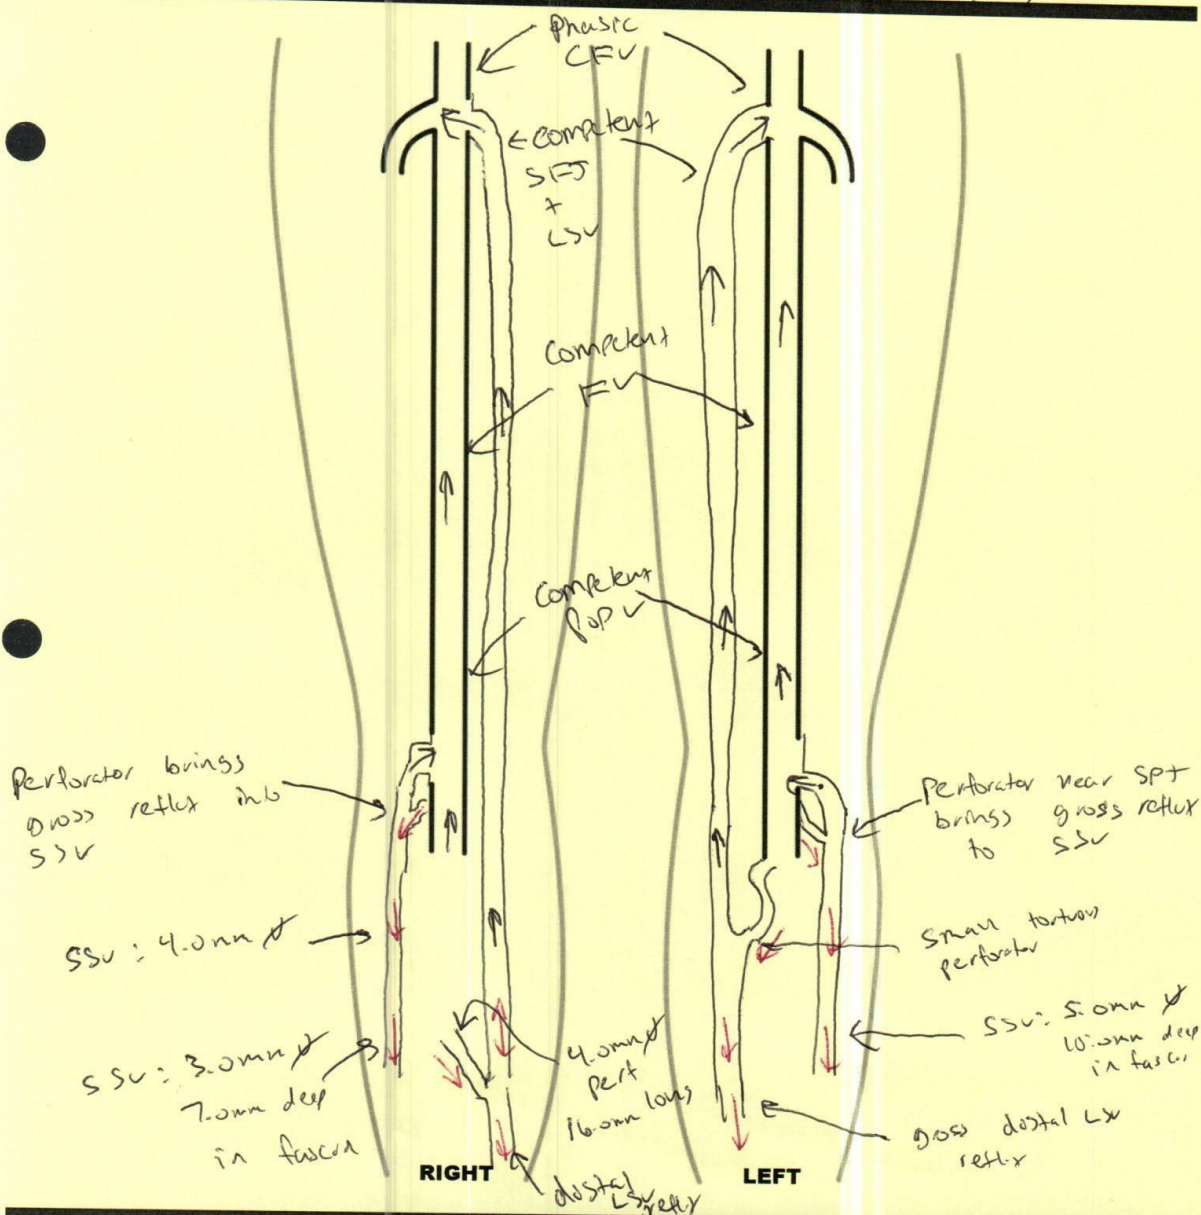 Phasic
CFV
← Competent
SFJ
+
LSV
Competent
FV
Competent
POP V
Perforator brings
gross reflux into
SSV
Perforator near SPJ
brings gross reflux
to SSV
SSV: 4.0mm ∅
small tortuous
perforator
SSV: 3.0mm ∅
7.0mm deep
in fascia
4.0mm ∅
perf
16.0mm long
SSV: 5.0mm ∅
10.0mm deep
in fascia
gross distal LSV
reflux
RIGHT
LEFT
distal
LSV
reflux